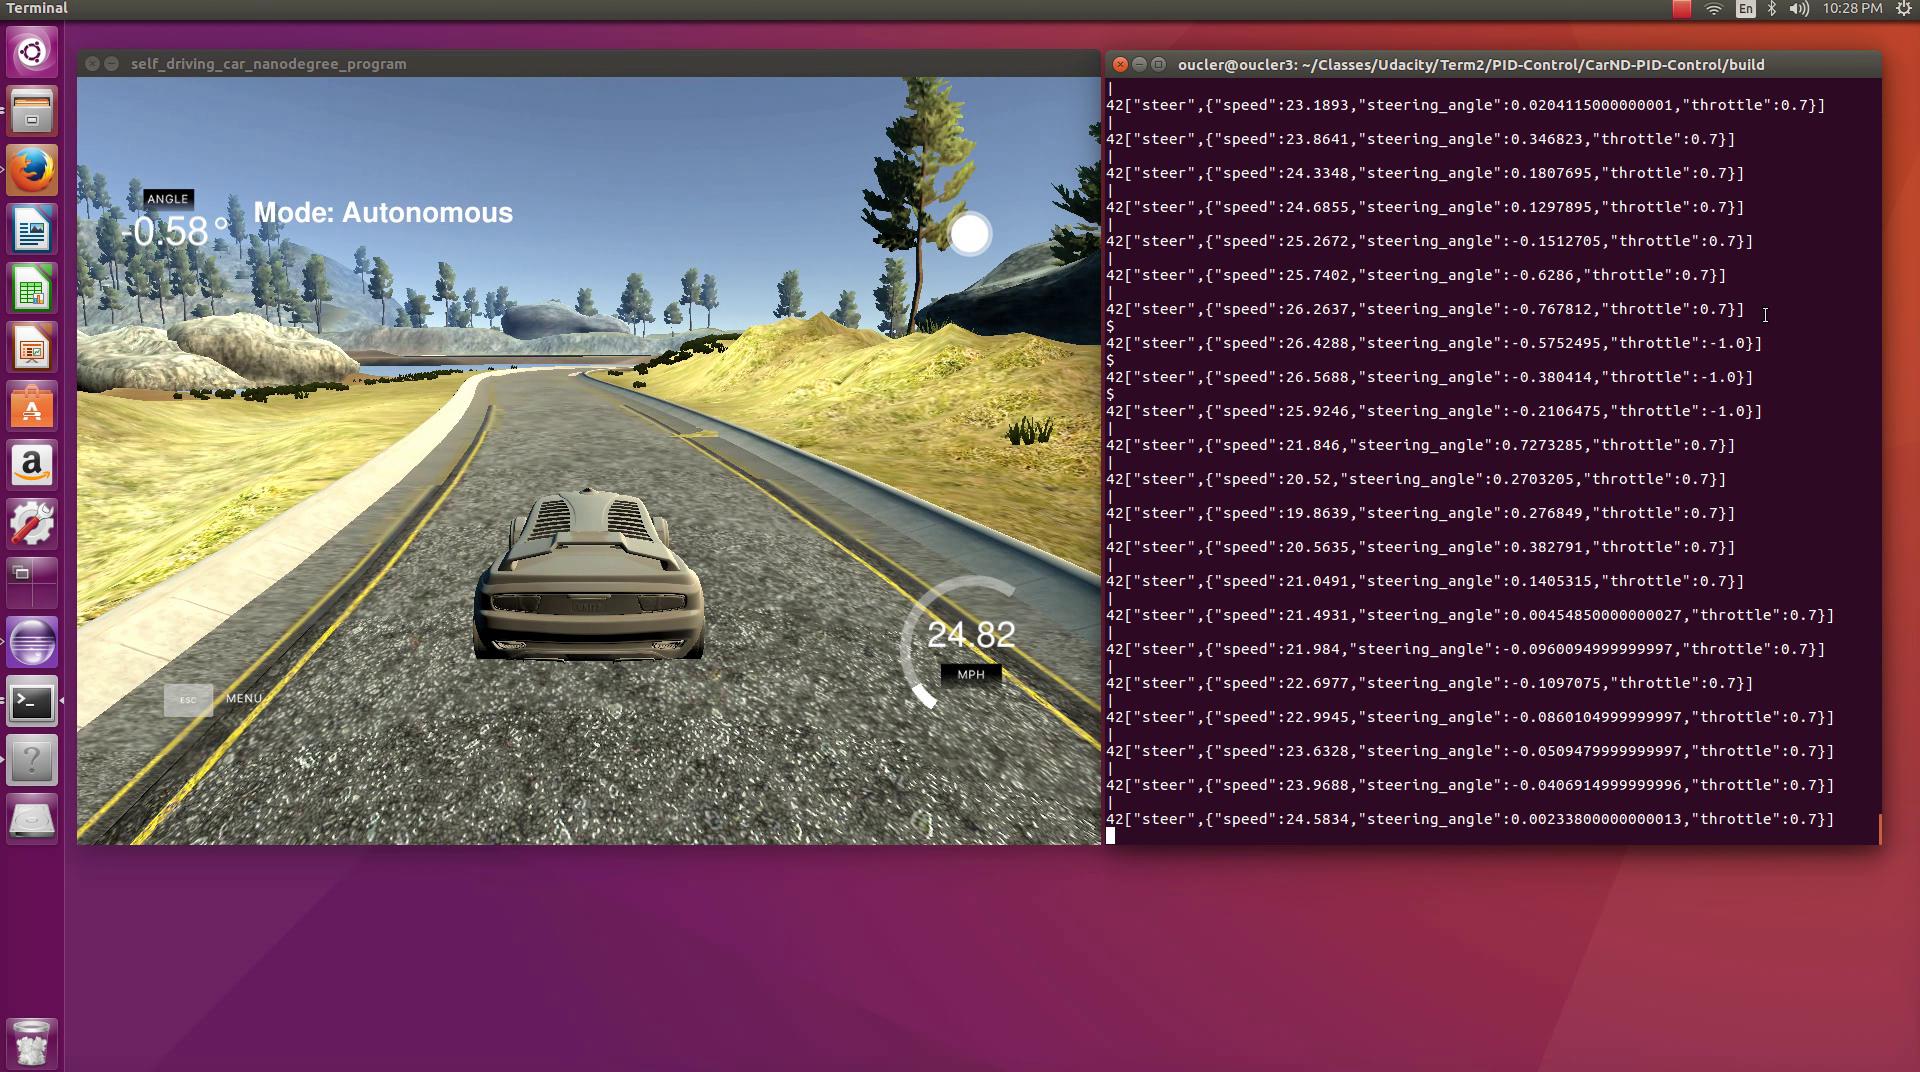 Terminal
En
10:28 PM
self_driving_car_nanodegree_program
ANGLE
-0.58°
Mode: Autonomous
24.82
MPH
ESC
MENU
oucler@oucler3: ~/Classes/Udacity/Term2/PID-Control/CarND-PID-Control/build
|
42["steer",{"speed":23.1893,"steering_angle":0.0204115000000001,"throttle":0.7}]
|
42["steer",{"speed":23.8641,"steering_angle":0.346823,"throttle":0.7}]
|
42["steer",{"speed":24.3348,"steering_angle":0.1807695,"throttle":0.7}]
|
42["steer",{"speed":24.6855,"steering_angle":0.1297895,"throttle":0.7}]
|
42["steer",{"speed":25.2672,"steering_angle":-0.1512705,"throttle":0.7}]
|
42["steer",{"speed":25.7402,"steering_angle":-0.6286,"throttle":0.7}]
|
42["steer",{"speed":26.2637,"steering_angle":-0.767812,"throttle":0.7}]
$
42["steer",{"speed":26.4288,"steering_angle":-0.5752495,"throttle":-1.0}]
$
42["steer",{"speed":26.5688,"steering_angle":-0.380414,"throttle":-1.0}]
$
42["steer",{"speed":25.9246,"steering_angle":-0.2106475,"throttle":-1.0}]
|
42["steer",{"speed":21.846,"steering_angle":0.7273285,"throttle":0.7}]
|
42["steer",{"speed":20.52,"steering_angle":0.2703205,"throttle":0.7}]
|
42["steer",{"speed":19.8639,"steering_angle":0.276849,"throttle":0.7}]
|
42["steer",{"speed":20.5635,"steering_angle":0.382791,"throttle":0.7}]
|
42["steer",{"speed":21.0491,"steering_angle":0.1405315,"throttle":0.7}]
|
42["steer",{"speed":21.4931,"steering_angle":0.00454850000000027,"throttle":0.7}]
|
42["steer",{"speed":21.984,"steering_angle":-0.0960094999999997,"throttle":0.7}]
|
42["steer",{"speed":22.6977,"steering_angle":-0.1097075,"throttle":0.7}]
|
42["steer",{"speed":22.9945,"steering_angle":-0.0860104999999997,"throttle":0.7}]
|
42["steer",{"speed":23.6328,"steering_angle":-0.0509479999999997,"throttle":0.7}]
|
42["steer",{"speed":23.9688,"steering_angle":-0.0406914999999996,"throttle":0.7}]
|
42["steer",{"speed":24.5834,"steering_angle":0.00233800000000013,"throttle":0.7}]